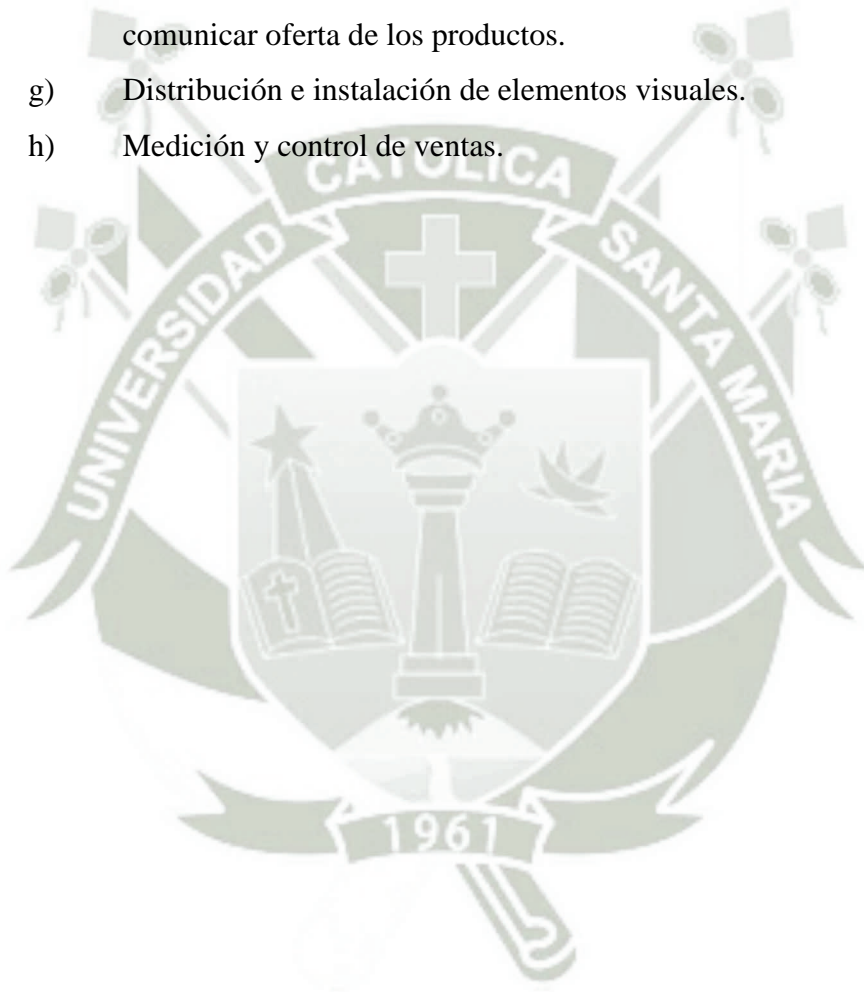 comunicar oferta de los productos.
g) Distribución e instalación de elementos visuales.
h) Medición y control de ventas.
UNIVERSIDAD CATOLICA SANTA MARIA
1961